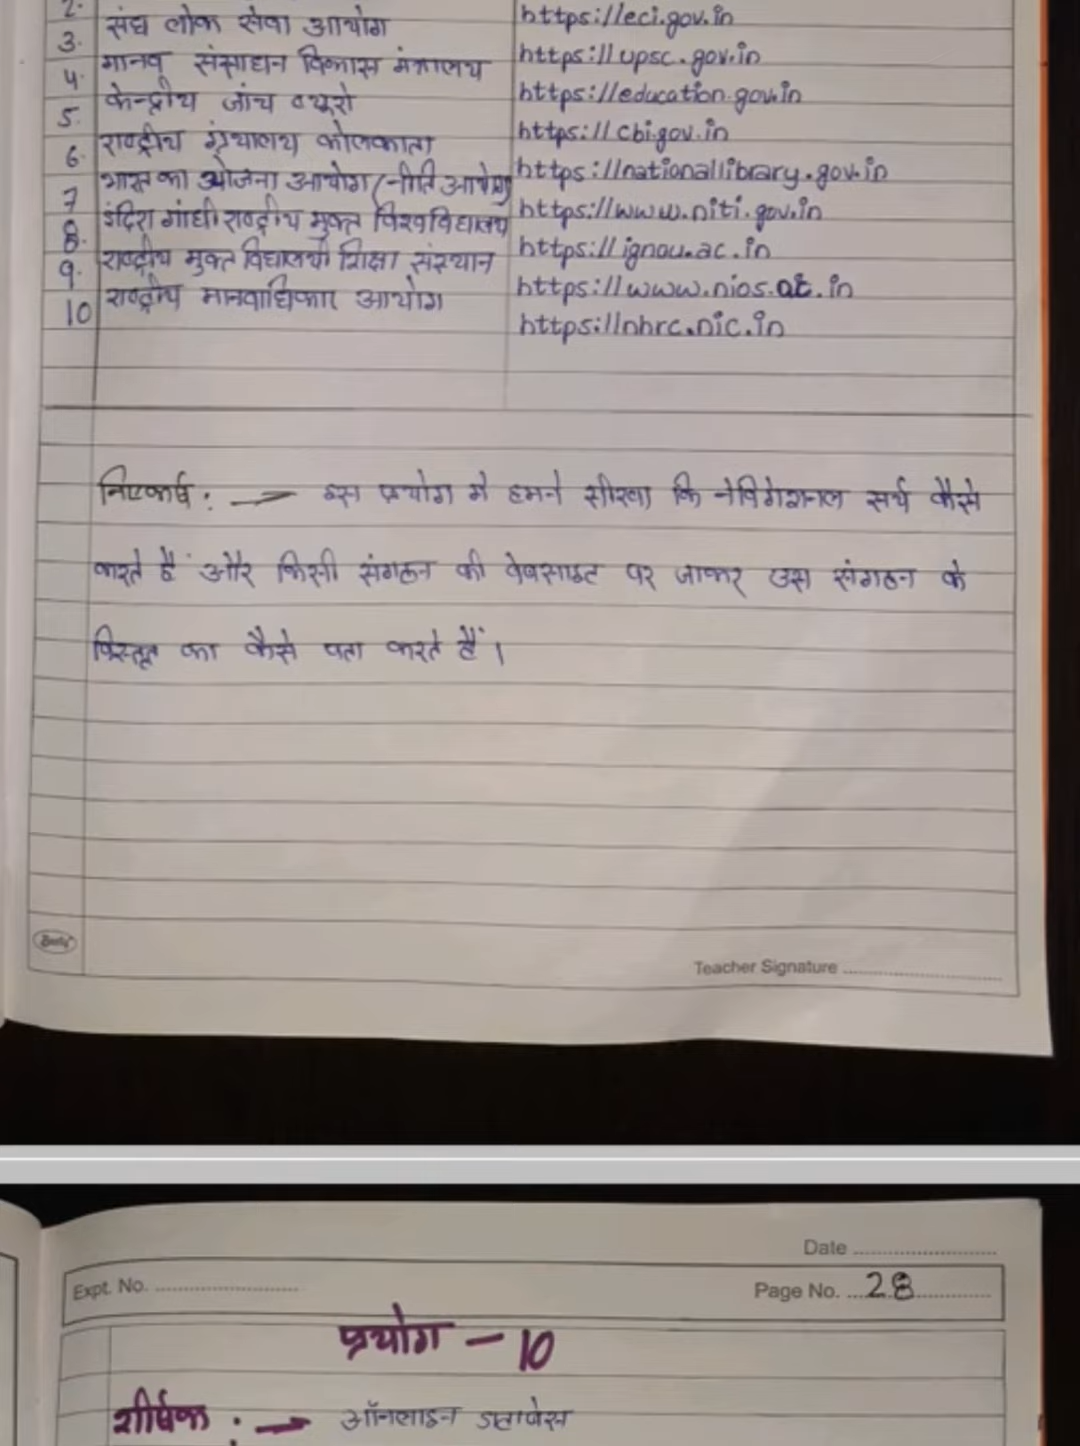 2.
संघ लोक सेवा आयोग https://eci.gov.in
3. मानव संसाधन विकास मंत्रालय https://upsc.gov.in
4. केन्द्रीय जांच ब्यूरो https://education.gov.in
5. राष्ट्रीय ग्रंथालय कोलकाता https://cbi.gov.in
6. भारत का योजना आयोग (नीति आयोग) https://nationallibrary.gov.in
7 इंदिरा गांधी राष्ट्रीय मुक्त विश्वविद्यालय https://www.niti.gov.in
8. राष्ट्रीय मुक्त विद्यालयी शिक्षा संस्थान https://ignou.ac.in
9. राष्ट्रीय मानवाधिकार आयोग https://www.nios.ac.in
10 https://nhrc.nic.in
निष्कर्ष : → इस प्रयोग में हमने सीखा कि नेविगेशनल सर्च कैसे
करते हैं और किसी संगठन की वेबसाइट पर जाकर उस संगठन के
विस्तृत का कैसे पता करते हैं।
Teacher Signature
Date
Expt. No.
Page No. 28
प्रयोग - 10
शीर्षक : → ऑनलाइन डाटाबेस